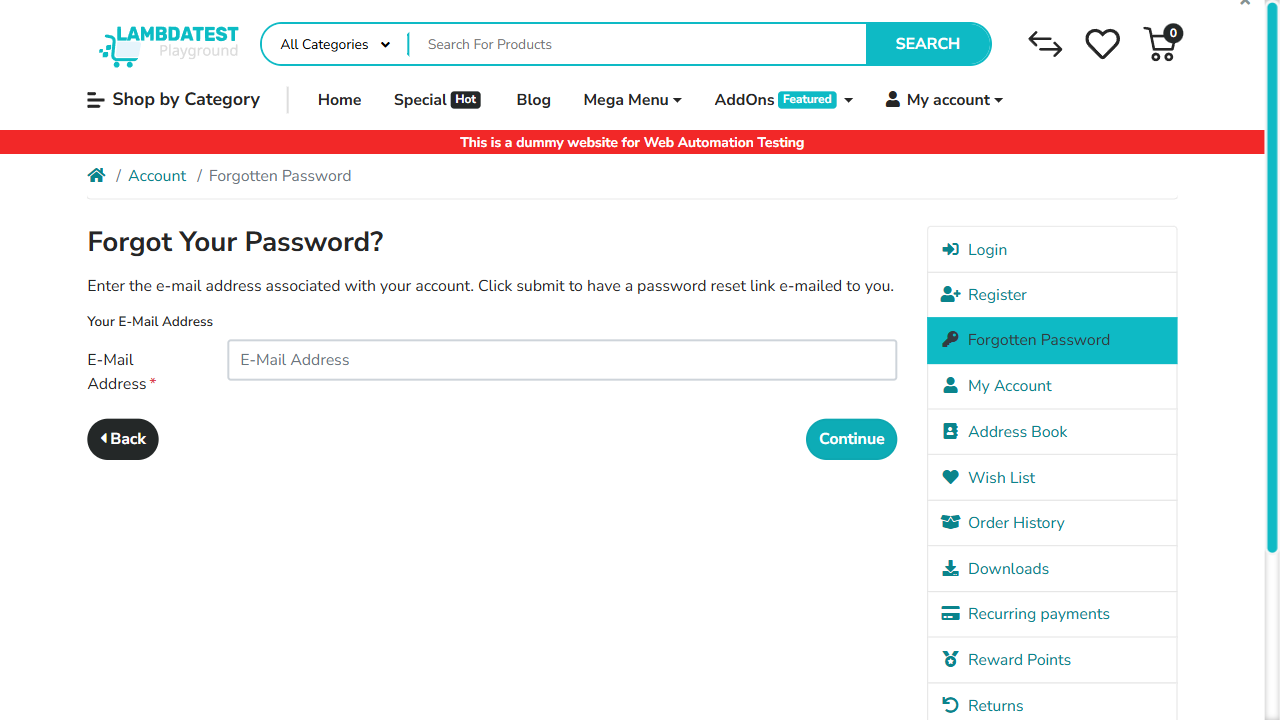 LAMBDATEST
Playground
All Categories
Search For Products
SEARCH
0
Shop by Category
Home
Special Hot
Blog
Mega Menu
AddOns Featured
My account
This is a dummy website for Web Automation Testing
/ Account / Forgotten Password
Forgot Your Password?
Enter the e-mail address associated with your account. Click submit to have a password reset link e-mailed to you.
Your E-Mail Address
E-Mail
Address *
E-Mail Address
Back
Continue
Login
Register
Forgotten Password
My Account
Address Book
Wish List
Order History
Downloads
Recurring payments
Reward Points
Returns